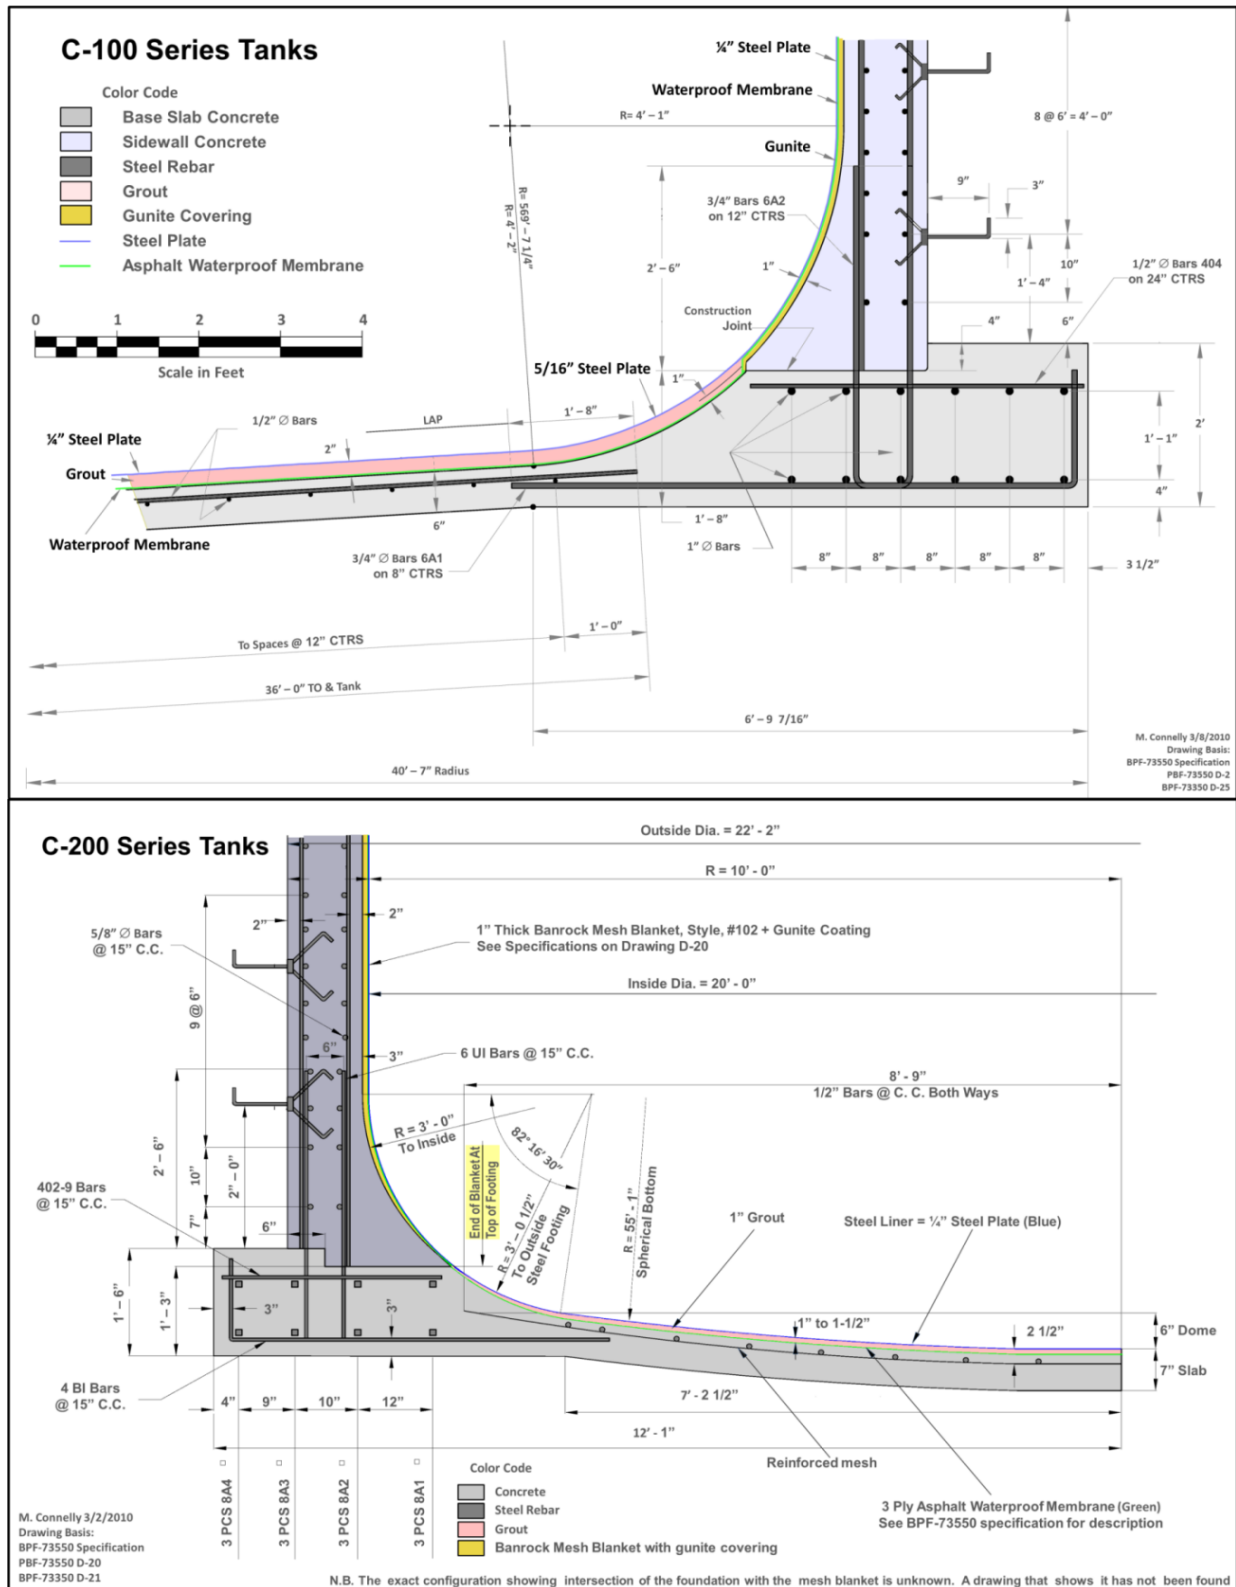 C-100 Series Tanks
Color Code
Base Slab Concrete
Sidewall Concrete
Steel Rebar
Grout
Gunite Covering
Steel Plate
Asphalt Waterproof Membrane
0 1 2 3 4
Scale in Feet
¼” Steel Plate
Waterproof Membrane
R= 4’ – 1”
Gunite
8 @ 6’ = 4’ – 0”
9”
3”
3/4” Bars 6A2
on 12” CTRS
R= 569’ – 7 1/4”
R= 4’ – 2”
2’ – 6”
1”
10”
1’ – 4”
1/2” ∅ Bars 404
on 24” CTRS
Construction
Joint
4”
6”
5/16” Steel Plate
1”
1’ – 8”
2’
1/2” ∅ Bars
LAP
¼” Steel Plate
2”
1’ – 1”
Grout
4”
6”
1’ – 8”
Waterproof Membrane
3/4” ∅ Bars 6A1
on 8” CTRS
1” ∅ Bars
8” 8” 8” 8” 8”
3 1/2”
1’ – 0”
To Spaces @ 12” CTRS
36’ – 0” TO & Tank
6’ – 9 7/16”
40’ – 7” Radius
M. Connelly 3/8/2010
Drawing Basis:
BPF-73550 Specification
PBF-73550 D-2
BPF-73350 D-25
C-200 Series Tanks
Outside Dia. = 22’ - 2”
R = 10’ - 0”
2”
2”
5/8” ∅ Bars
@ 15” C.C.
1” Thick Banrock Mesh Blanket, Style, #102 + Gunite Coating
See Specifications on Drawing D-20
Inside Dia. = 20’ - 0”
9 @ 6”
6”
3”
6 UI Bars @ 15” C.C.
8’ - 9”
1/2” Bars @ C. C. Both Ways
R = 3’ - 0”
To Inside
82° 16’ 30”
2’ – 6”
10”
2” – 0”
End of Blanket At
Top of Footing
R = 3’ – 0 1/2”
To Outside
Steel Footing
R = 55’ - 1”
Spherical Bottom
402-9 Bars
@ 15” C.C.
7”
6”
1” Grout
Steel Liner = ¼” Steel Plate (Blue)
1’ – 6”
1’ – 3”
3”
3”
1” to 1-1/2”
2 1/2”
6” Dome
7” Slab
4 BI Bars
@ 15” C.C.
4” 9” 10” 12”
7’ - 2 1/2”
12’ - 1”
Reinforced mesh
3 PCS 8A4
3 PCS 8A3
3 PCS 8A2
3 PCS 8A1
Color Code
Concrete
Steel Rebar
Grout
Banrock Mesh Blanket with gunite covering
3 Ply Asphalt Waterproof Membrane (Green)
See BPF-73550 specification for description
M. Connelly 3/2/2010
Drawing Basis:
BPF-73550 Specification
PBF-73550 D-20
BPF-73350 D-21
N.B. The exact configuration showing intersection of the foundation with the mesh blanket is unknown. A drawing that shows it has not been found